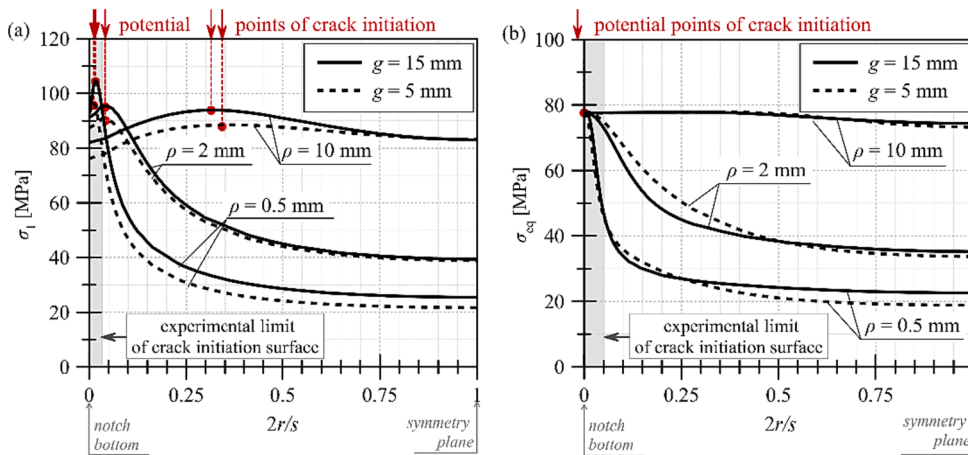 potential points of crack initiation
(a)
120
100
80
60
40
20
0
σ1 [MPa]
g = 15 mm
g = 5 mm
ρ = 2 mm
ρ = 10 mm
ρ = 0.5 mm
experimental limit
of crack initiation surface
0 0.25 0.50 0.75 1
2r/s
notch
bottom
symmetry
plane
potential points of crack initiation
(b)
100
80
60
40
20
0
σeq [MPa]
g = 15 mm
g = 5 mm
ρ = 10 mm
ρ = 2 mm
ρ = 0.5 mm
experimental limit
of crack initiation surface
0 0.25 0.50 0.75
2r/s
notch
bottom
symmetry
plane